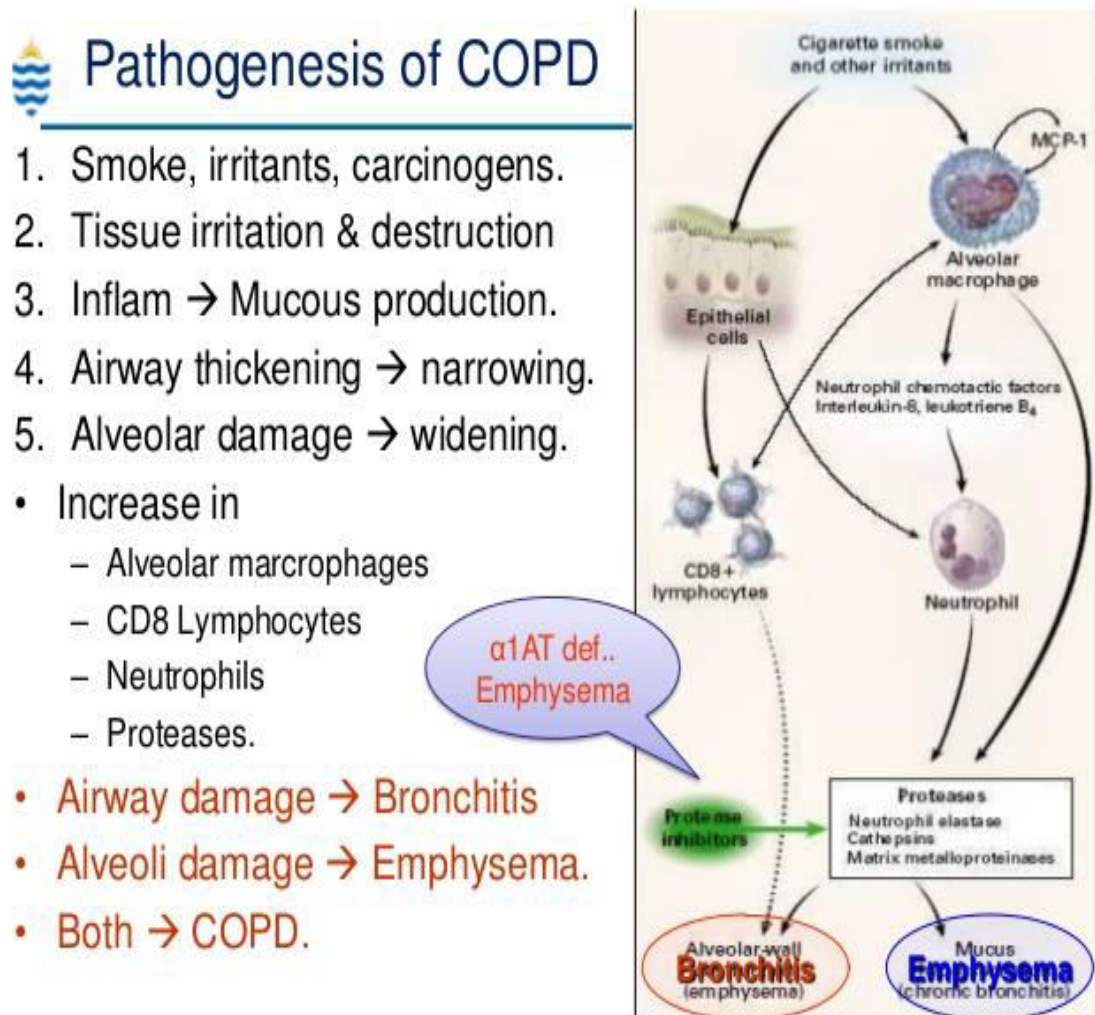 Pathogenesis of COPD
1. Smoke, irritants, carcinogens.
2. Tissue irritation & destruction
3. Inflam → Mucous production.
4. Airway thickening → narrowing.
5. Alveolar damage → widening.
• Increase in
– Alveolar marcrophages
– CD8 Lymphocytes
– Neutrophils
– Proteases.
• Airway damage → Bronchitis
• Alveoli damage → Emphysema.
• Both → COPD.
Cigarette smoke
and other irritants
MCP-1
Alveolar
macrophage
Epithelial
cells
Neutrophil chemotactic factors
Interleukin-8, leukotriene B₄
CD8+
lymphocytes
Neutrophil
α1AT def..
Emphysema
Protease
inhibitors
Proteases
Neutrophil elastase
Cathepsins
Matrix metalloproteinases
Alveolar-wall
Bronchitis
(emphysema)
Mucus
Emphysema
(chronic bronchitis)